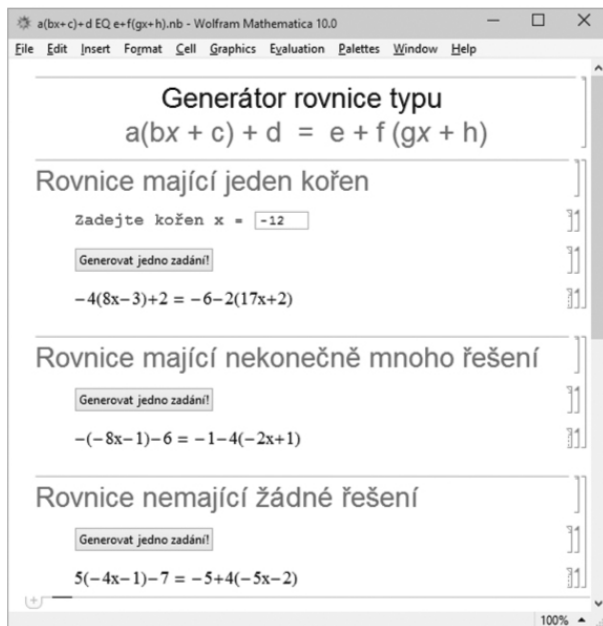 a(bx+c)+d EQ e+f(gx+h).nb - Wolfram Mathematica 10.0
File Edit Insert Format Cell Graphics Evaluation Palettes Window Help
Generátor rovnice typu
a(bx + c) + d = e + f (gx + h)
Rovnice mající jeden kořen
Zadejte kořen x = -12
Generovat jedno zadání!
−4(8x−3)+2 = −6−2(17x+2)
Rovnice mající nekonečně mnoho řešení
Generovat jedno zadání!
−(−8x−1)−6 = −1−4(−2x+1)
Rovnice nemající žádné řešení
Generovat jedno zadání!
5(−4x−1)−7 = −5+4(−5x−2)
100%